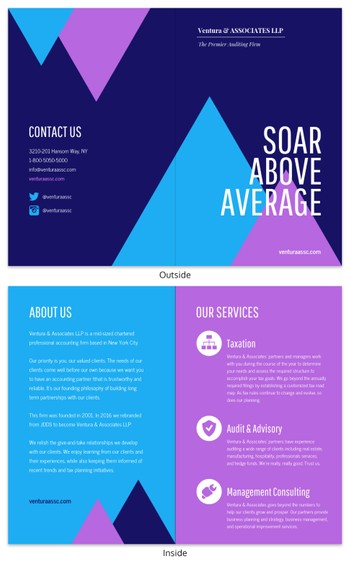 Ventura & ASSOCIATES LLP
The Premier Auditing Firm
CONTACT US
3210-201 Hansom Way, NY
1-800-5050-5000
info@venturaassc.com
venturaassc.com
@venturaassc
@venturaassc
SOAR
ABOVE
AVERAGE
venturaassc.com
Outside
ABOUT US
Ventura & Associates LLP is a mid-sized chartered
professional accounting firm based in New York City.
Our priority is you: our valued clients. The needs of our
clients come well before our own because we want you
to have an accounting partner that is trustworthy and
reliable. It's our founding philosophy of building long
term partnerships with our clients.
This firm was founded in 2001. In 2016 we rebranded
from JDDS to become Ventura & Associates LLP.
We relish the give and take relationships we develop
with our clients. We enjoy learning from our clients and
their experiences, while also keeping them informed of
recent trends and tax planning initiatives.
venturaassc.com
OUR SERVICES
Taxation
Ventura & Associates' partners and managers work
with you during the course of the year to determine
your needs and assess the required structure to
accomplish your tax goals. We go beyond the annually
required filings by establishing a customized tax road
map. As tax rules continue to change and evolve, so
does our planning.
Audit & Advisory
Ventura & Associates' partners have experience
auditing a wide range of clients including real estate,
manufacturing, hospitality, professional services,
and hedge funds. We're really, really good. Trust us.
Management Consulting
Ventura & Associates goes beyond the numbers to
help our clients grow and prosper. Our partners provide
business planning and strategy, business management,
and operational improvement services.
Inside